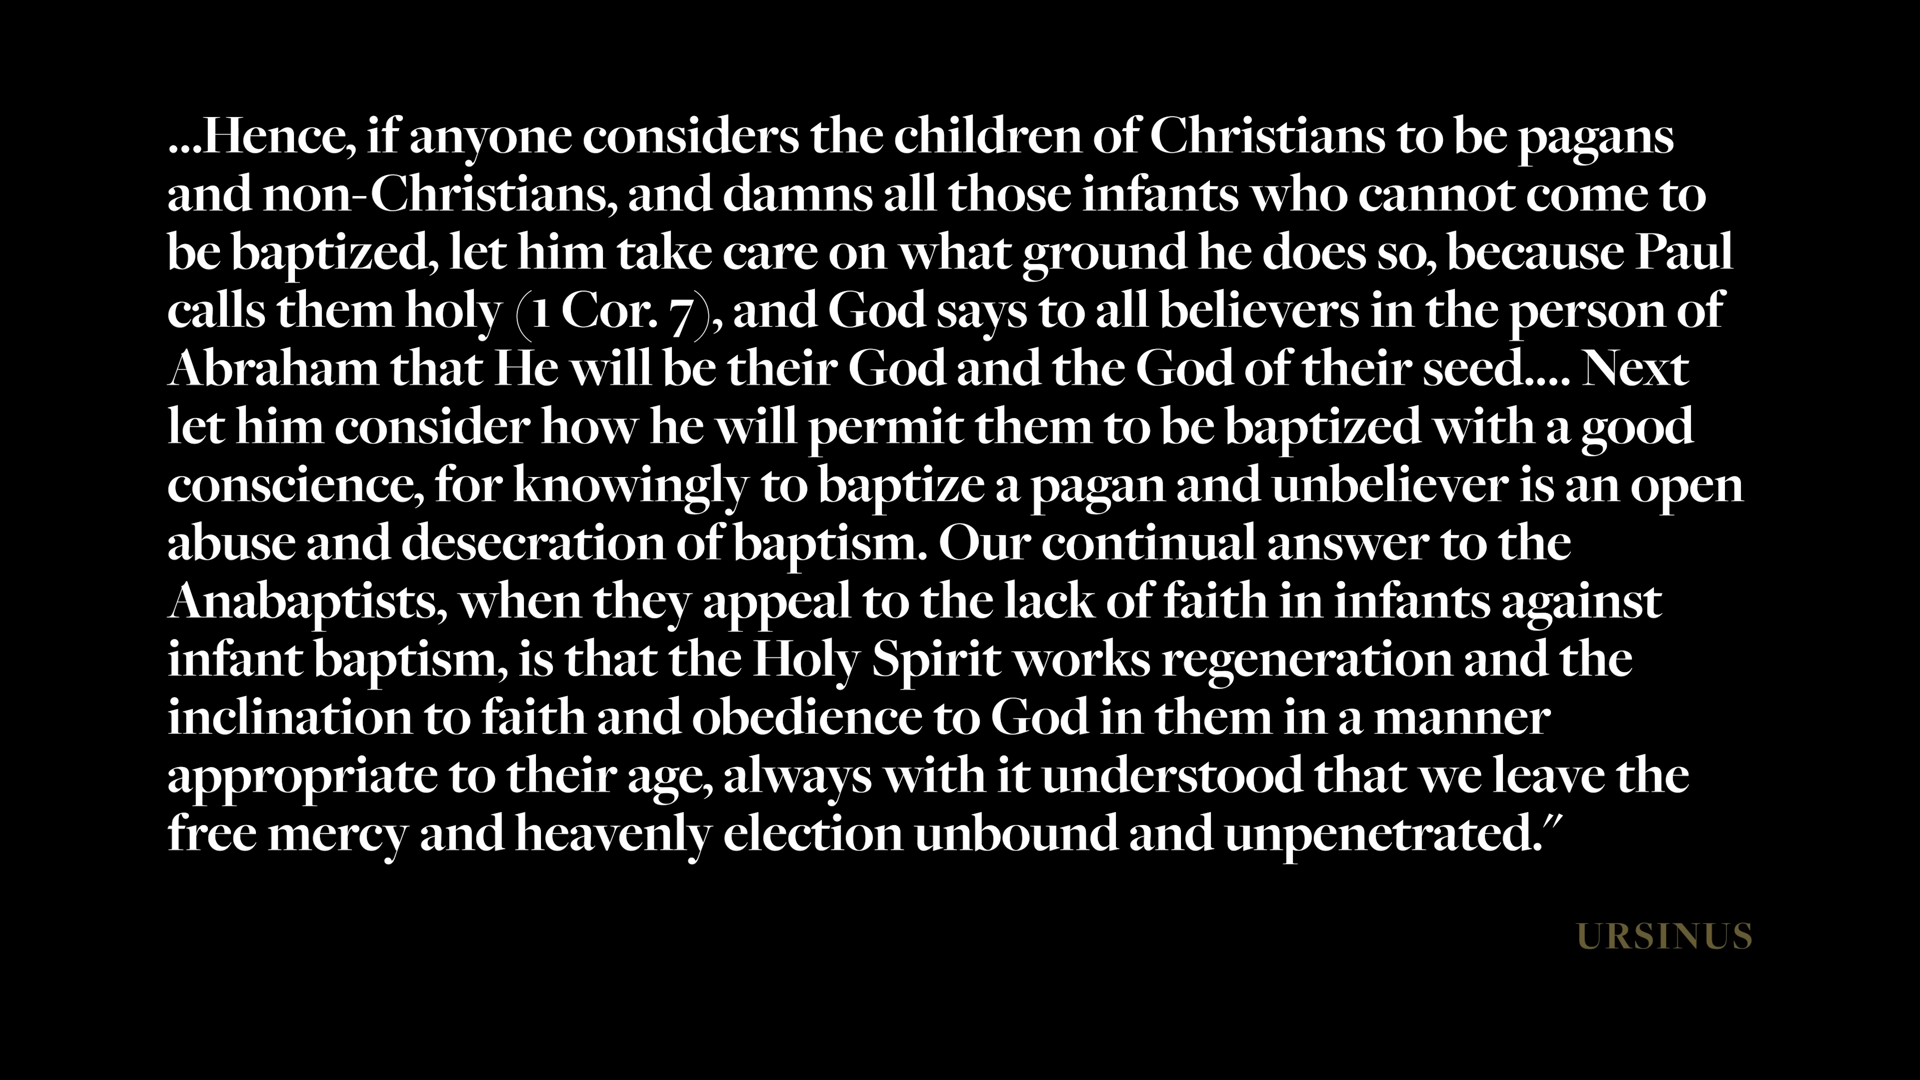 ...Hence, if anyone considers the children of Christians to be pagans
and non-Christians, and damns all those infants who cannot come to
be baptized, let him take care on what ground he does so, because Paul
calls them holy (1 Cor. 7), and God says to all believers in the person of
Abraham that He will be their God and the God of their seed.... Next
let him consider how he will permit them to be baptized with a good
conscience, for knowingly to baptize a pagan and unbeliever is an open
abuse and desecration of baptism. Our continual answer to the
Anabaptists, when they appeal to the lack of faith in infants against
infant baptism, is that the Holy Spirit works regeneration and the
inclination to faith and obedience to God in them in a manner
appropriate to their age, always with it understood that we leave the
free mercy and heavenly election unbound and unpenetrated."
URSINUS